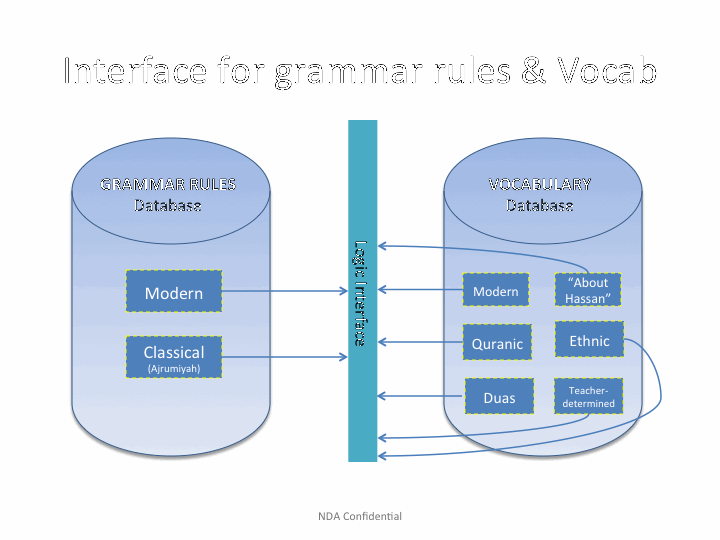 Interface for grammar rules & Vocab
GRAMMAR RULES
Database
Modern
Classical
(Ajrumiyah)
Logic Interface
VOCABULARY
Database
Modern
“About
Hassan”
Quranic
Ethnic
Duas
Teacher-
determined
NDA Confidential